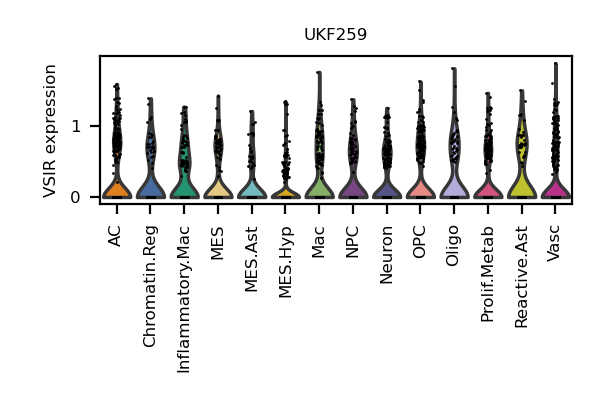 UKF259
VSIR expression
1
0
AC
Chromatin.Reg
Inflammatory.Mac
MES
MES.Ast
MES.Hyp
Mac
NPC
Neuron
OPC
Oligo
Prolif.Metab
Reactive.Ast
Vasc